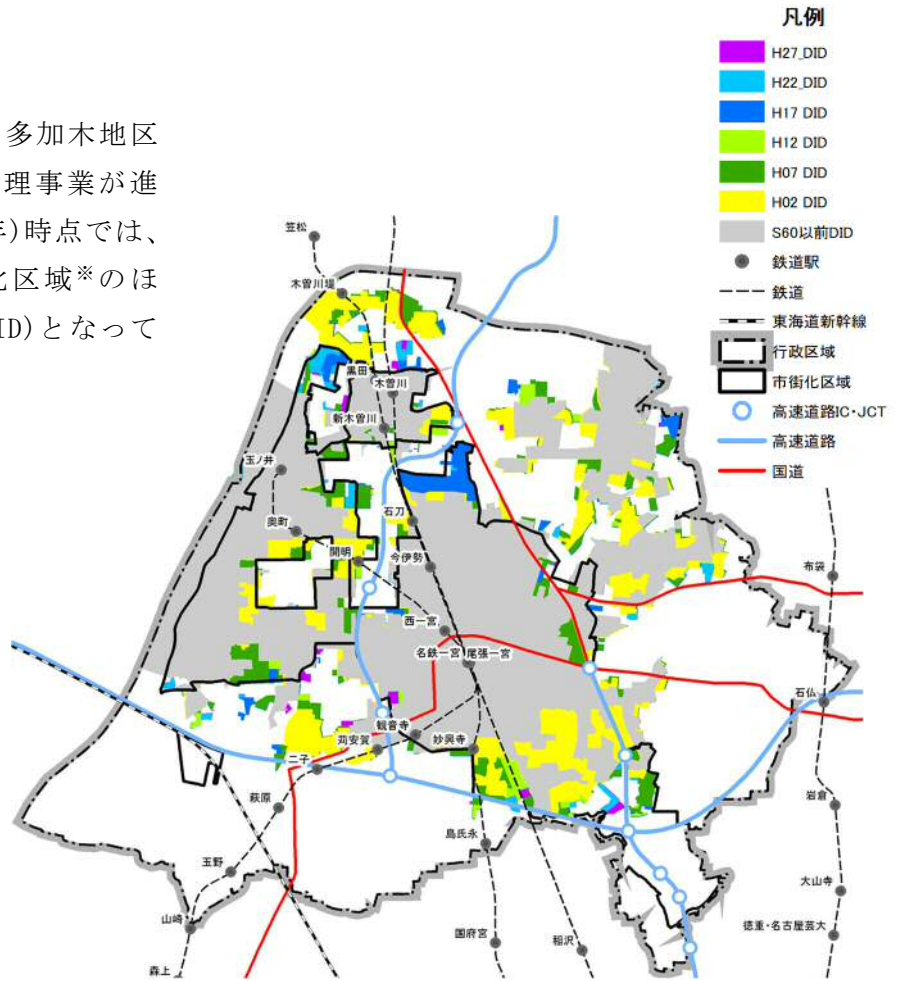 多加木地区
理事業が進
年)時点では、
化区域※のほ
ID)となって
凡例
H27_DID
H22_DID
H17 DID
H12 DID
H07 DID
H02 DID
S60以前DID
鉄道駅
鉄道
東海道新幹線
行政区域
市街化区域
高速道路IC・JCT
高速道路
国道
笠松
木曽川堤
黒田
木曽川
新木曽川
玉ノ井
石刀
奥町
開明
今伊勢
布袋
西一宮
名鉄一宮 尾張一宮
石仏
観音寺
苅安賀
妙興寺
二子
萩原
岩倉
島氏永
玉野
大山寺
山崎
国府宮
稲沢
徳重・名古屋芸大
森上